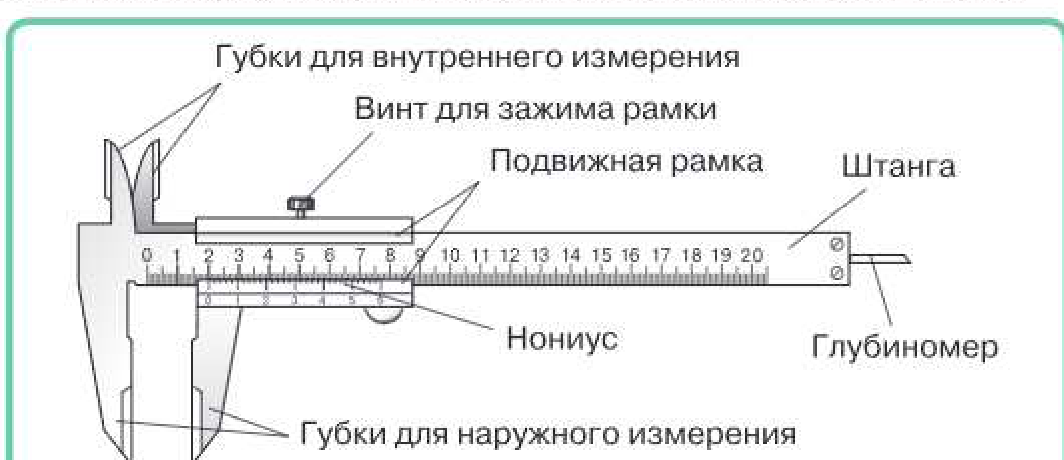 Губки для внутреннего измерения
Винт для зажима рамки
Подвижная рамка
Штанга
0 1 2 3 4 5 6 7 8 9 10 11 12 13 14 15 16 17 18 19 20
Нониус
Глубиномер
Губки для наружного измерения